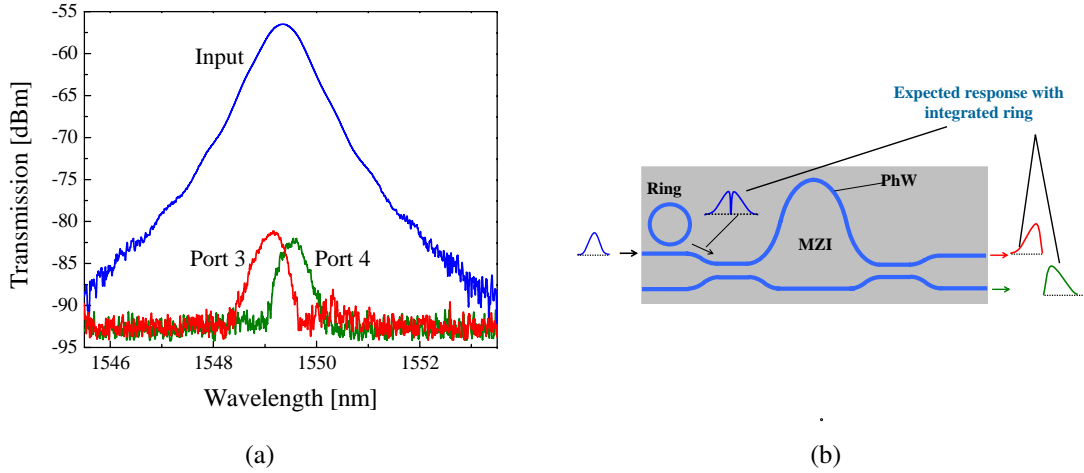 -55
-60
-65
-70
-75
-80
-85
-90
-95
Transmission [dBm]
Input
Port 3
Port 4
1546
1548
1550
1552
Wavelength [nm]
(a)
Expected response with
integrated ring
Ring
PhW
MZI
(b)